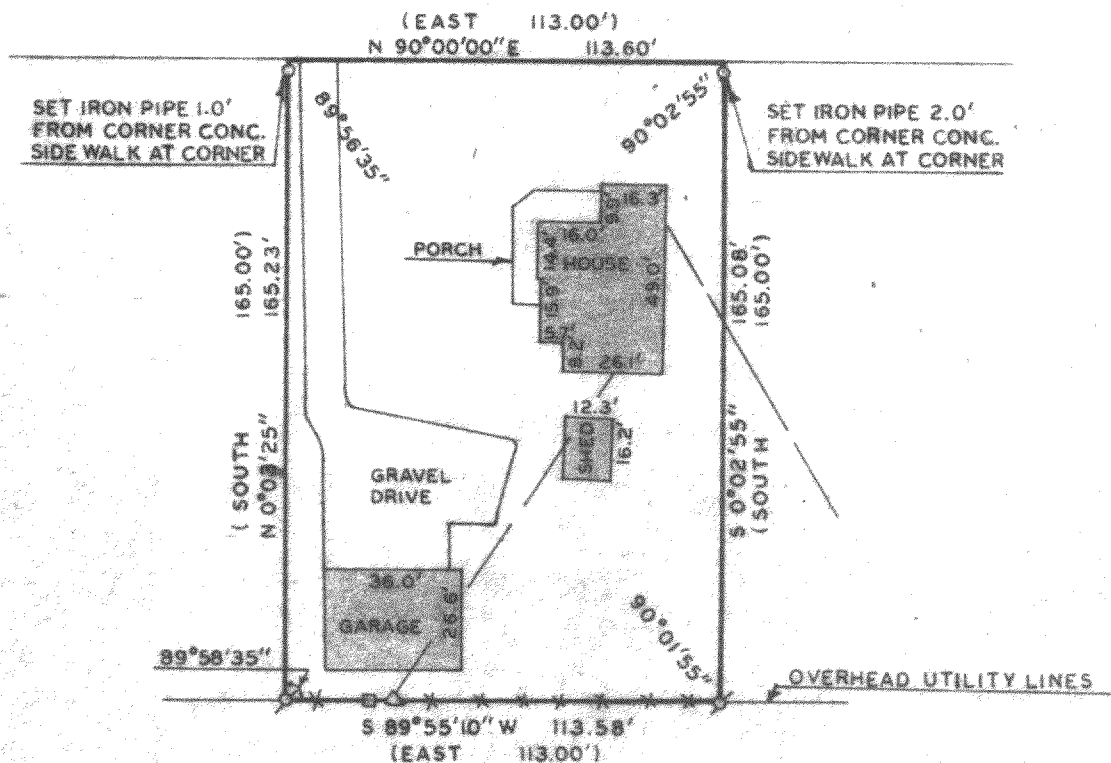 (EAST 113.00')
N 90°00'00" E 113.60'
SET IRON PIPE 1.0'
FROM CORNER CONC.
SIDE WALK AT CORNER
89°56'35"
90°02'55"
SET IRON PIPE 2.0'
FROM CORNER CONC.
SIDEWALK AT CORNER
16.3'
9.9'
16.0'
14.4'
HOUSE
49.0'
PORCH
15.9'
5.7'
8.2'
26.1'
165.00')
165.23'
165.08'
165.00')
12.3'
SHED
16.2'
(SOUTH
N 0°03'25"
S 0°02'55"
(SOUTH
GRAVEL
DRIVE
36.0'
26.6'
GARAGE
90°01'55"
89°58'35"
OVERHEAD UTILITY LINES
S 89°55'10" W 113.58'
(EAST 113.00')